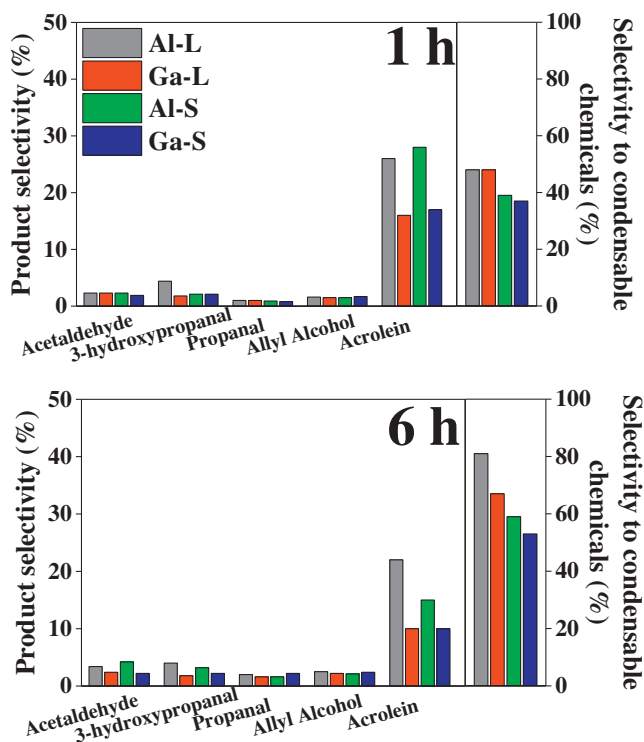 50
40
30
20
10
0
Product selectivity (%)
Al-L
Ga-L
Al-S
Ga-S
1 h
100
80
60
40
20
0
Selectivity to condensable
chemicals (%)
Acetaldehyde
3-hydroxypropanal
Propanal
Allyl Alcohol
Acrolein
50
40
30
20
10
0
Product selectivity (%)
6 h
100
80
60
40
20
0
Selectivity to condensable
chemicals (%)
Acetaldehyde
3-hydroxypropanal
Propanal
Allyl Alcohol
Acrolein